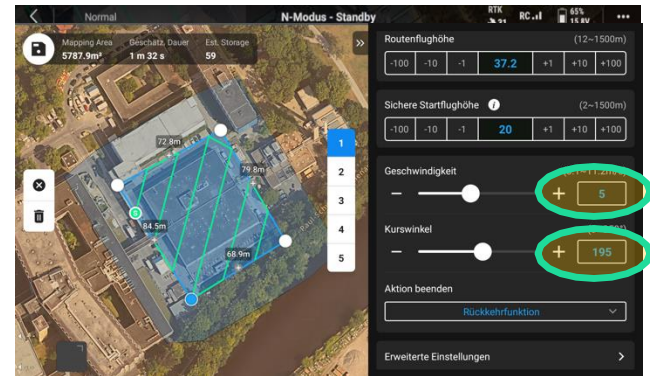 Normal
N-Modus - Standby
RTK
31
RC
65%
15.8V
Mapping Area
5787.9m²
Geschätz. Dauer
1 m 32 s
Est. Storage
59
72.8m
79.8m
84.5m
68.9m
S
1
2
3
4
5
Routenflughöhe (12~1500m)
-100 -10 -1 37.2 +1 +10 +100
Sichere Startflughöhe i (2~1500m)
-100 -10 -1 20 +1 +10 +100
Geschwindigkeit
5
Kurswinkel
195
Aktion beenden
Rückkehrfunktion
Erweiterte Einstellungen